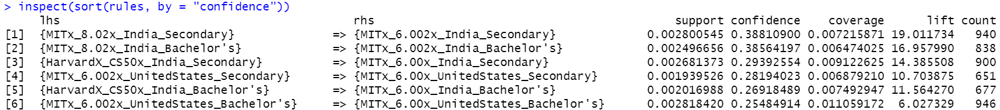 > inspect(sort(rules, by = "confidence"))
lhs rhs support confidence coverage lift count
[1] {MITx_8.02x_India_Secondary} => {MITx_6.002x_India_Secondary} 0.002800545 0.38810900 0.007215871 19.011734 940
[2] {MITx_8.02x_India_Bachelor's} => {MITx_6.002x_India_Bachelor's} 0.002496656 0.38564197 0.006474025 16.957990 838
[3] {HarvardX_CS50x_India_Secondary} => {MITx_6.00x_India_Secondary} 0.002681373 0.29392554 0.009122625 14.385508 900
[4] {MITx_6.002x_UnitedStates_Secondary} => {MITx_6.00x_UnitedStates_Secondary} 0.001939526 0.28194023 0.006879210 10.703875 651
[5] {HarvardX_CS50x_India_Bachelor's} => {MITx_6.00x_India_Bachelor's} 0.002016988 0.26918489 0.007492947 11.564270 677
[6] {MITx_6.002x_UnitedStates_Bachelor's} => {MITx_6.00x_UnitedStates_Bachelor's} 0.002818420 0.25484914 0.011059172 6.027329 946